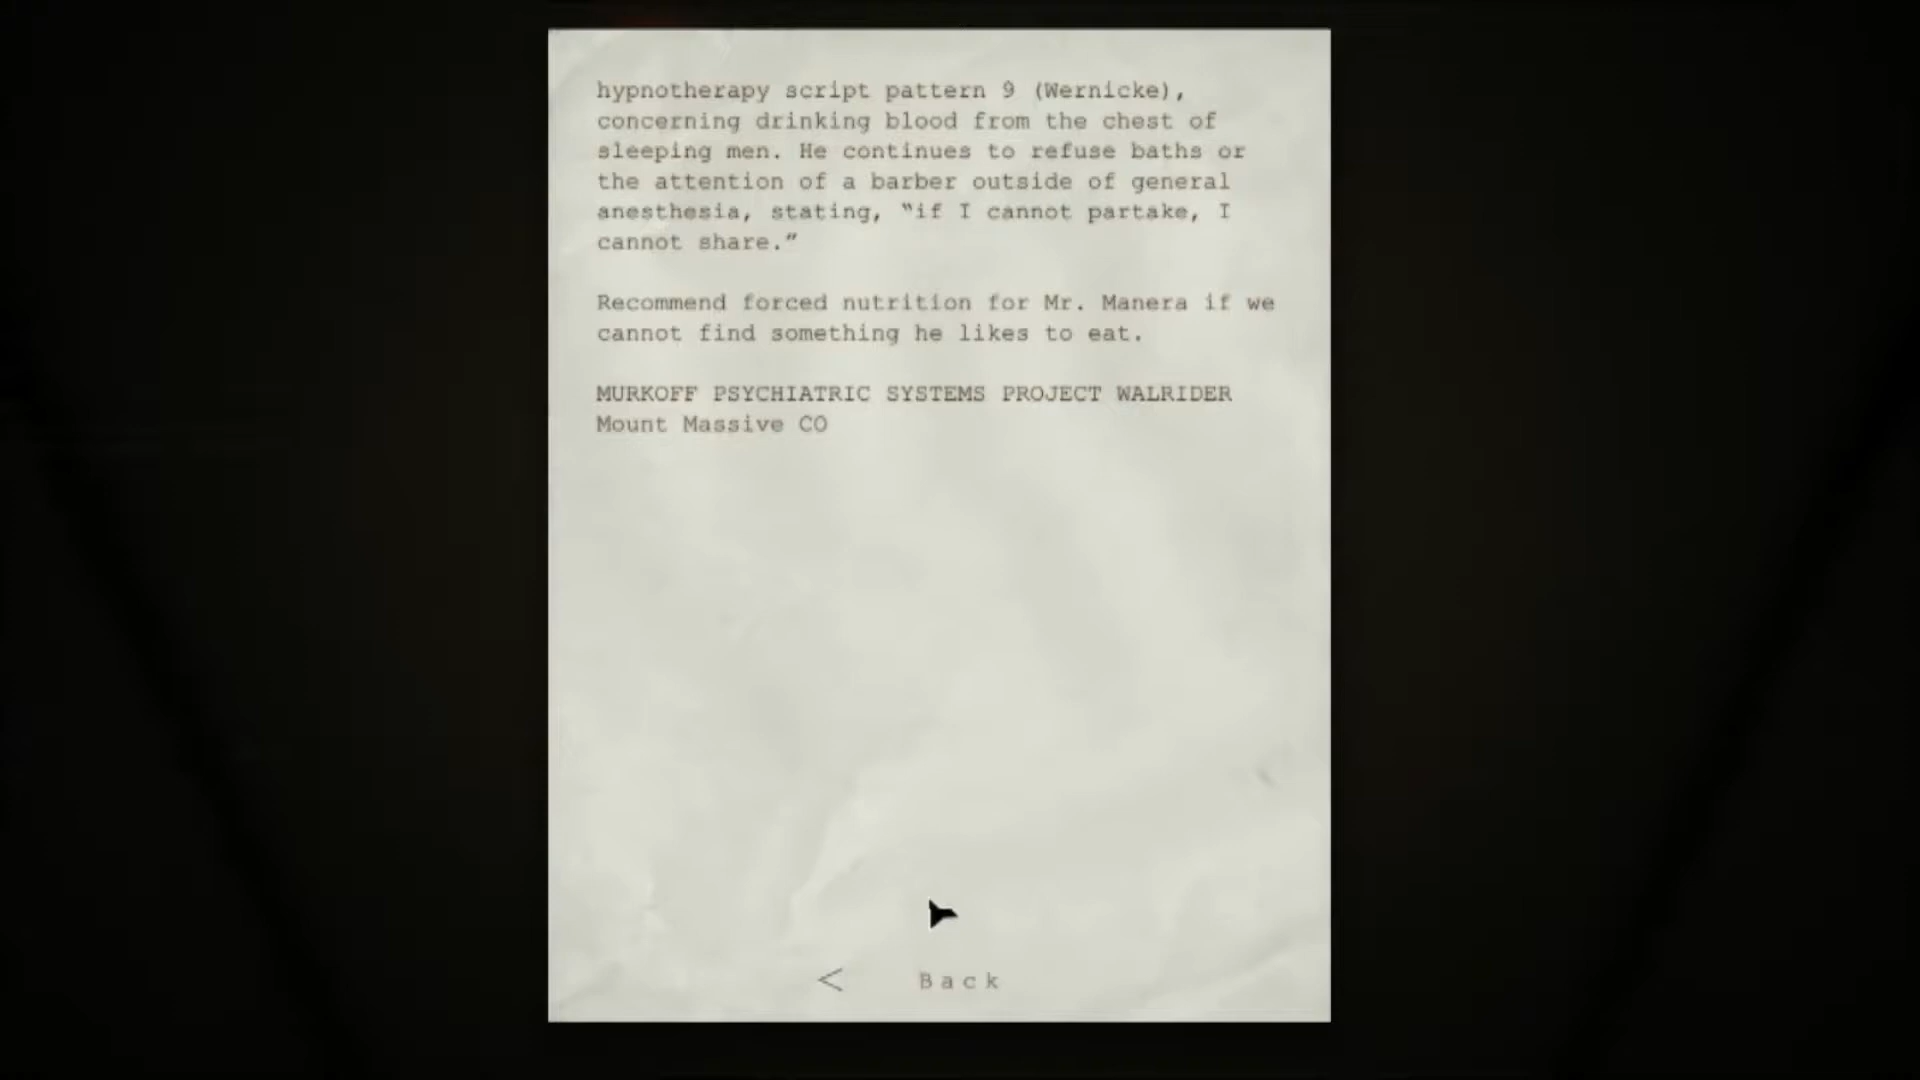 hypnotherapy script pattern 9 (Wernicke),
concerning drinking blood from the chest of
sleeping men. He continues to refuse baths or
the attention of a barber outside of general
anesthesia, stating, “if I cannot partake, I
cannot share.”
Recommend forced nutrition for Mr. Manera if we
cannot find something he likes to eat.
MURKOFF PSYCHIATRIC SYSTEMS PROJECT WALRIDER
Mount Massive CO
< Back